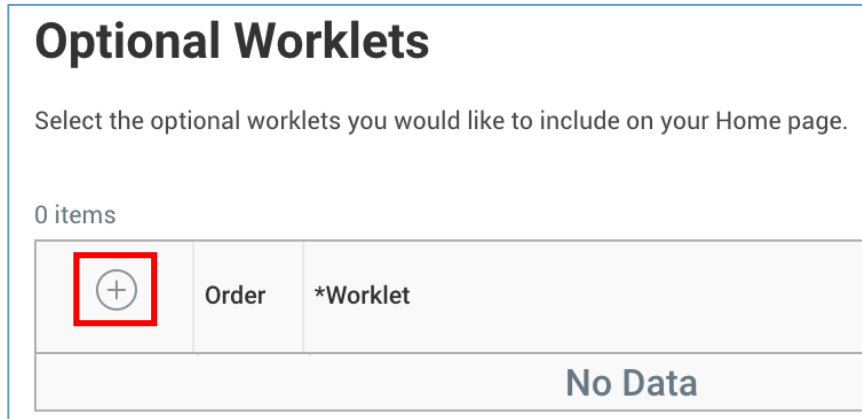 Optional Worklets
Select the optional worklets you would like to include on your Home page.
0 items
Order *Worklet
No Data